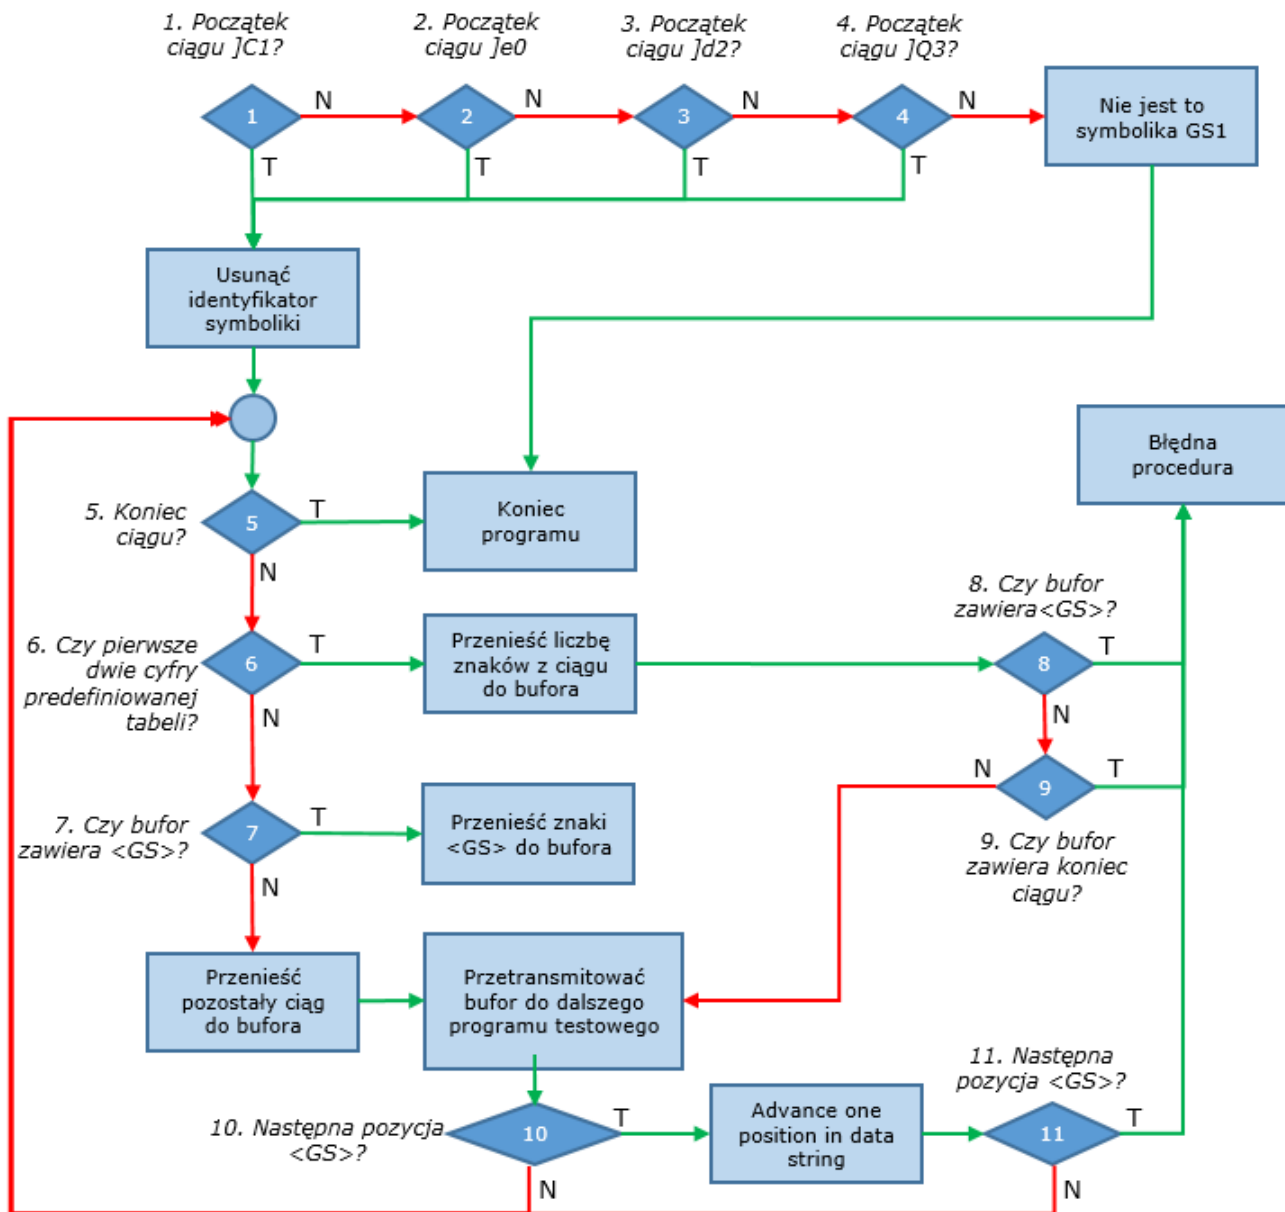 1. Początek
ciągu ]C1?
2. Początek
ciągu ]e0
3. Początek
ciągu ]d2?
4. Początek
ciągu ]Q3?
1
N
2
N
3
N
4
N
Nie jest to
symbolika GS1
T
T
T
T
Usunąć
identyfikator
symboliki
Błędna
procedura
5. Koniec
ciągu?
5
T
Koniec
programu
N
6. Czy pierwsze
dwie cyfry
predefiniowanej
tabeli?
6
T
Przenieść liczbę
znaków z ciągu
do bufora
8. Czy bufor
zawiera<GS>?
8
T
N
N
7. Czy bufor
zawiera <GS>?
7
T
Przenieść znaki
<GS> do bufora
N
9
T
9. Czy bufor
zawiera koniec
ciągu?
N
Przenieść
pozostały ciąg
do bufora
Przetransmitować
bufor do dalszego
programu testowego
11. Następna
pozycja <GS>?
10. Następna pozycja
<GS>?
10
T
Advance one
position in data
string
11
T
N
N